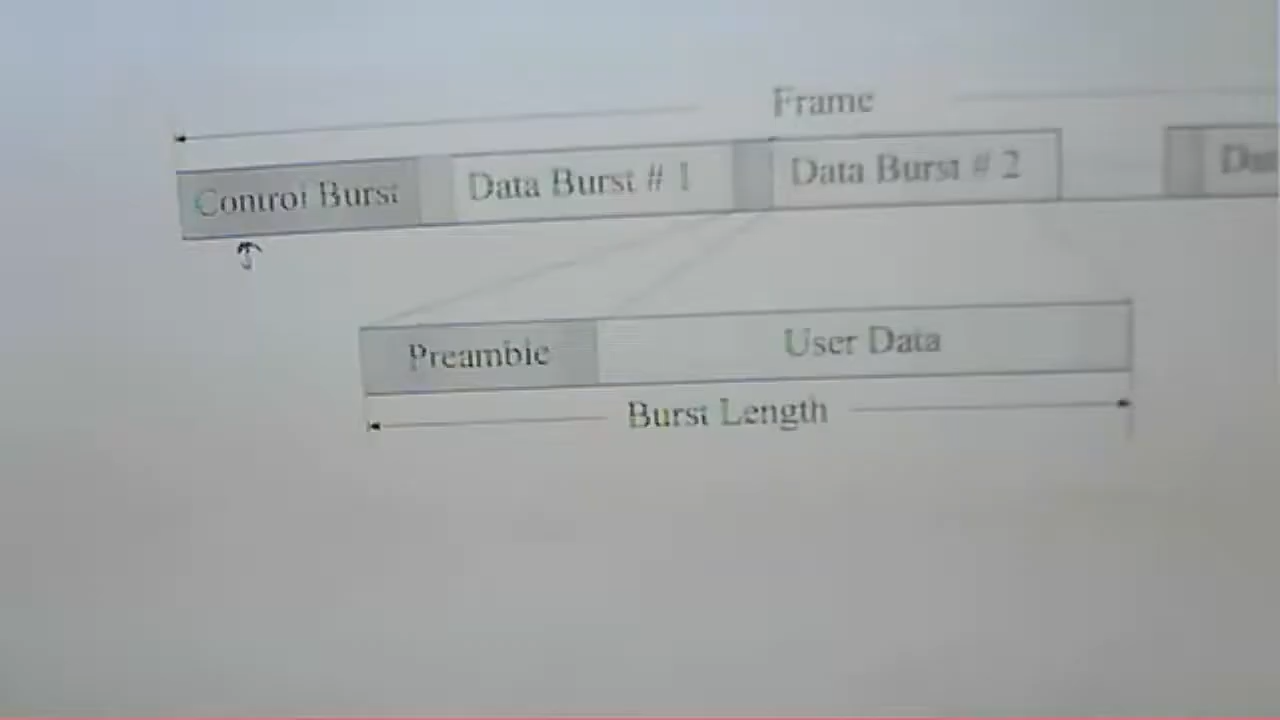 Frame
Control Burst Data Burst # 1 Data Burst # 2
Preamble User Data
Burst Length